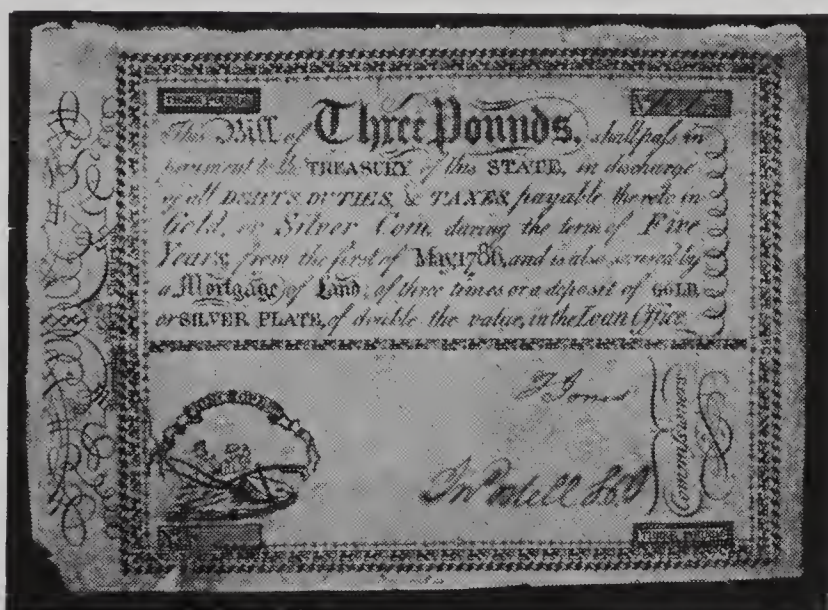 THREE POUNDS
This Bill of Three Pounds, shall pass in
payment to the TREASURY of this STATE, in discharge
of all DEBTS, DUTIES, & TAXES, payable thereto in
Gold, or Silver Coin, during the term of Five
Years, from the first of May, 1786, and is also secured by
a Mortgage of Land, of three times or a deposit of GOLD
or SILVER PLATE, of double the value, in the Loan Office.
T. Jones
COMMISSIONERS
THREE POUNDS